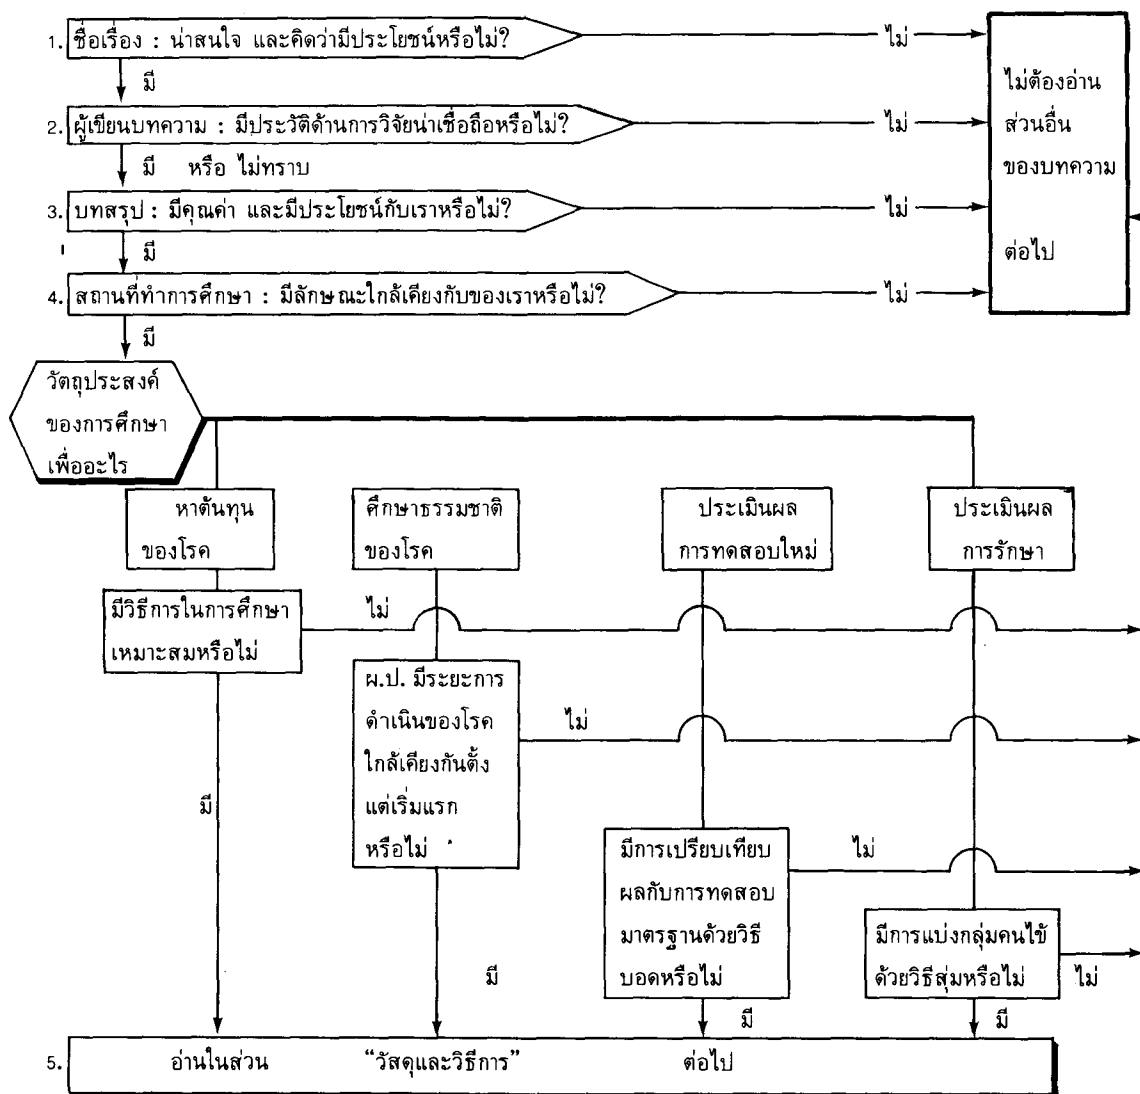 1. ชื่อเรื่อง : น่าสนใจ และคิดว่ามีประโยชน์หรือไม่?
ไม่
มี
2. ผู้เขียนบทความ : มีประวัติด้านการวิจัยน่าเชื่อถือหรือไม่?
ไม่
มี หรือ ไม่ทราบ
3. บทสรุป : มีคุณค่า และมีประโยชน์กับเราหรือไม่?
ไม่
มี
4. สถานที่ทำการศึกษา : มีลักษณะใกล้เคียงกับของเราหรือไม่?
ไม่
มี
ไม่ต้องอ่าน
ส่วนอื่น
ของบทความ
ต่อไป
วัตถุประสงค์
ของการศึกษา
เพื่ออะไร
หาต้นทุน
ของโรค
ศึกษาธรรมชาติ
ของโรค
ประเมินผล
การทดสอบใหม่
ประเมินผล
การรักษา
มีวิธีการในการศึกษา
เหมาะสมหรือไม่
ไม่
มี
ผ.ป. มีระยะการ
ดำเนินของโรค
ใกล้เคียงกันตั้ง
แต่เริ่มแรก
หรือไม่
ไม่
มี
มีการเปรียบเทียบ
ผลกับการทดสอบ
มาตรฐานด้วยวิธี
บอดหรือไม่
ไม่
มี
มีการแบ่งกลุ่มคนไข้
ด้วยวิธีสุ่มหรือไม่
ไม่
มี
5. อ่านในส่วน "วัสดุและวิธีการ" ต่อไป